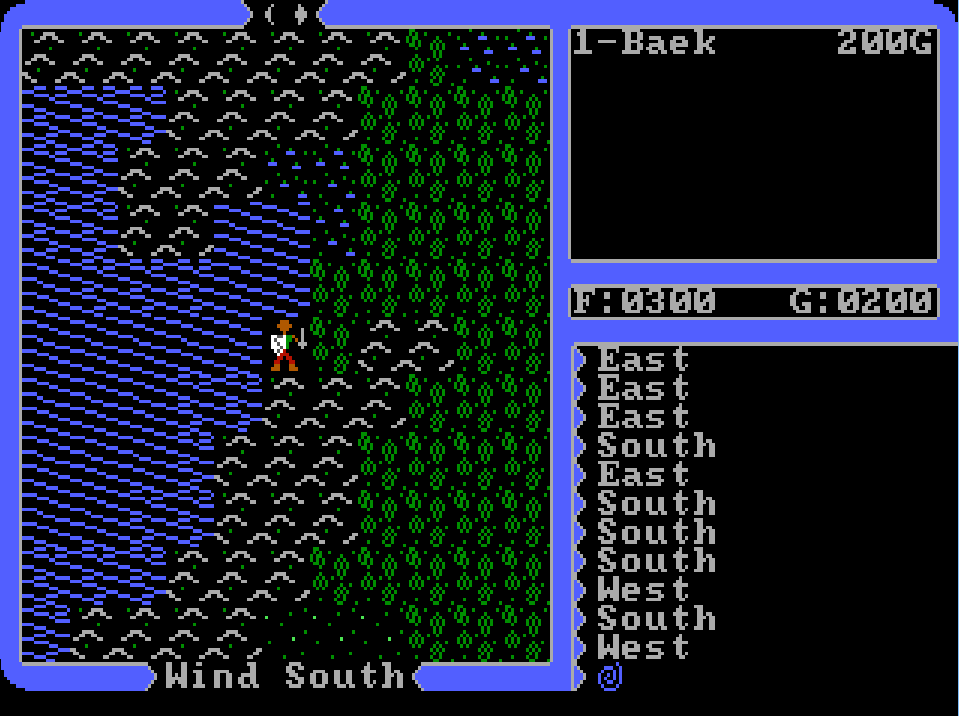 1-Baek 200G
F:0300 G:0200
East
East
East
South
East
South
South
South
West
South
West
Wind South